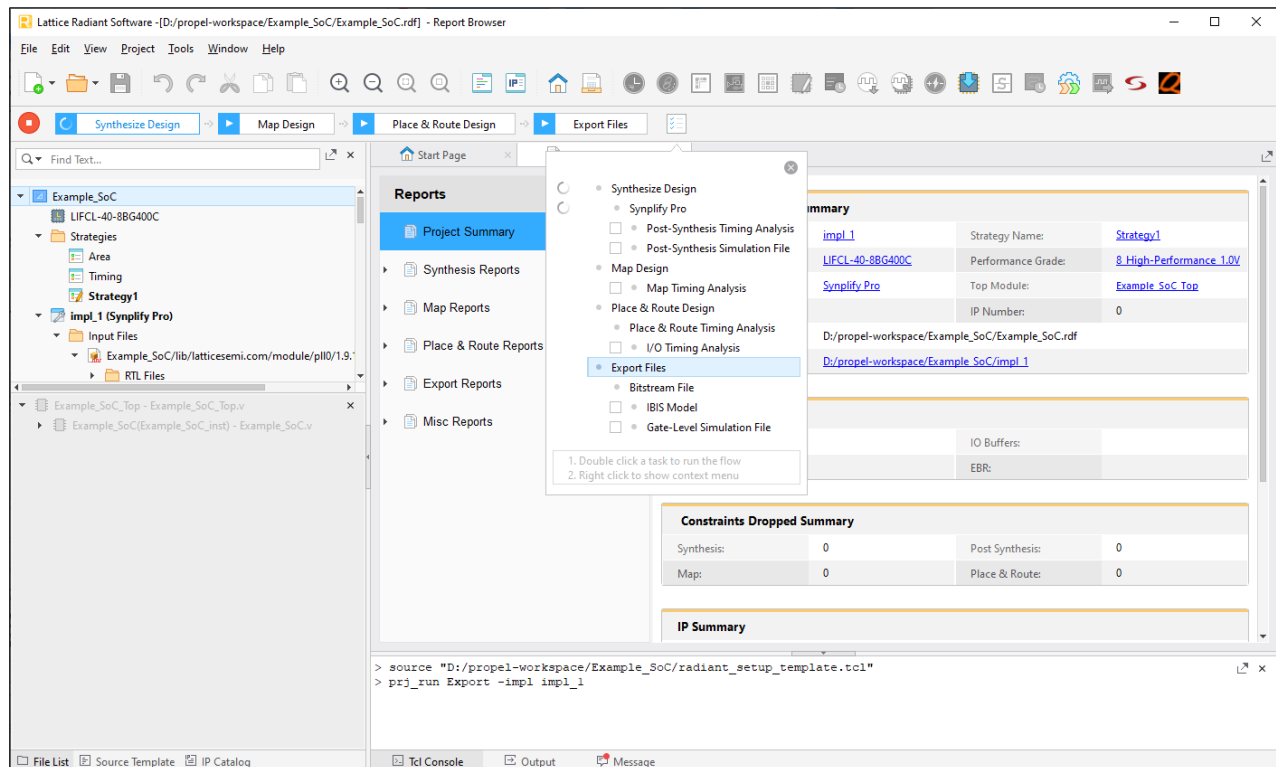 Lattice Radiant Software -[D:/propel-workspace/Example_SoC/Example_SoC.rdf] - Report Browser
File Edit View Project Tools Window Help
IP
Synthesize Design Map Design Place & Route Design Export Files
Find Text...
Start Page
Example_SoC
LIFCL-40-8BG400C
Strategies
Area
Timing
Strategy1
impl_1 (Synplify Pro)
Input Files
Example_SoC/lib/latticesemi.com/module/pll0/1.9.
RTL Files
Example_SoC_Top - Example_SoC_Top.v
Example_SoC(Example_SoC_inst) - Example_SoC.v
Reports
Project Summary
Synthesis Reports
Map Reports
Place & Route Reports
Export Reports
Misc Reports
Synthesize Design
Synplify Pro
Post-Synthesis Timing Analysis
Post-Synthesis Simulation File
Map Design
Map Timing Analysis
Place & Route Design
Place & Route Timing Analysis
I/O Timing Analysis
Export Files
Bitstream File
IBIS Model
Gate-Level Simulation File
1. Double click a task to run the flow
2. Right click to show context menu
mmary
impl_1 Strategy Name: Strategy1
LIFCL-40-8BG400C Performance Grade: 8_High-Performance_1.0V
Synplify Pro Top Module: Example_SoC_Top
IP Number: 0
D:/propel-workspace/Example_SoC/Example_SoC.rdf
D:/propel-workspace/Example_SoC/impl_1
IO Buffers:
EBR:
Constraints Dropped Summary
Synthesis: 0 Post Synthesis: 0
Map: 0 Place & Route: 0
IP Summary
> source "D:/propel-workspace/Example_SoC/radiant_setup_template.tcl"
> prj_run Export -impl impl_1
File List Source Template IP Catalog Tcl Console Output Message